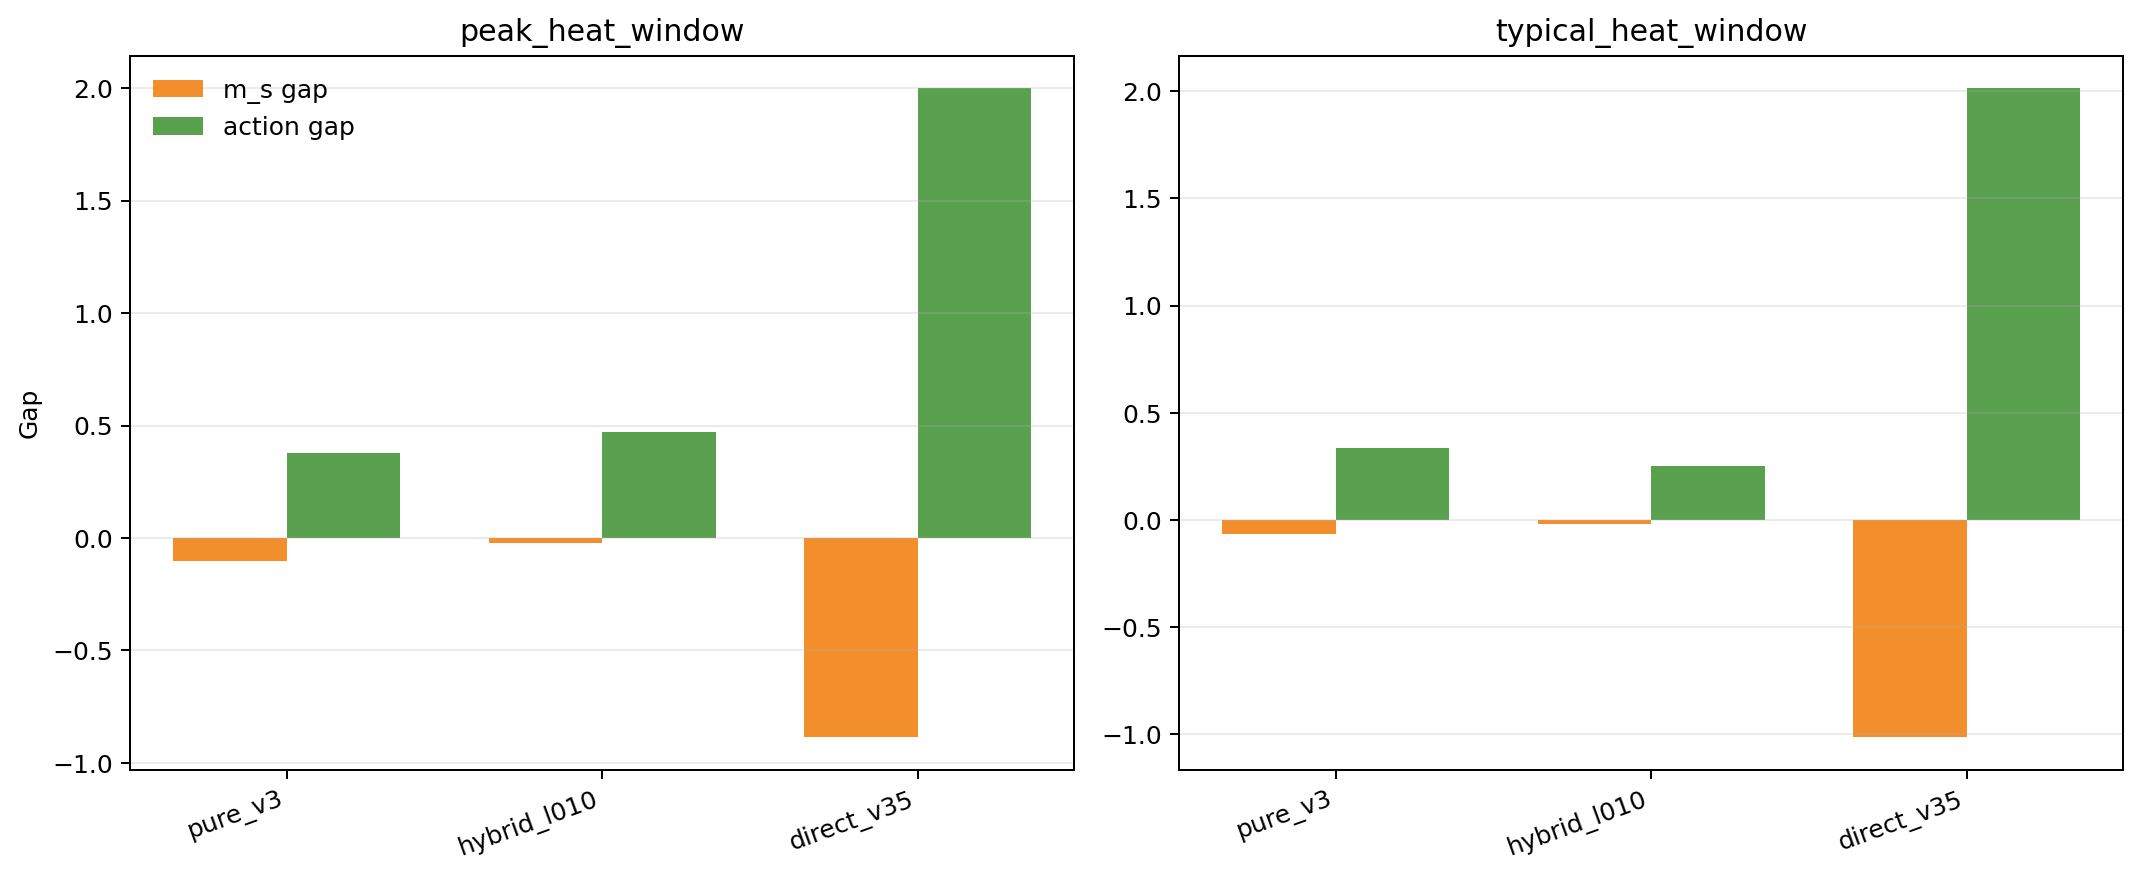 peak_heat_window
m_s gap
action gap
Gap
2.0
1.5
1.0
0.5
0.0
−0.5
−1.0
pure_v3
hybrid_l010
direct_v35
typical_heat_window
2.0
1.5
1.0
0.5
0.0
−0.5
−1.0
pure_v3
hybrid_l010
direct_v35